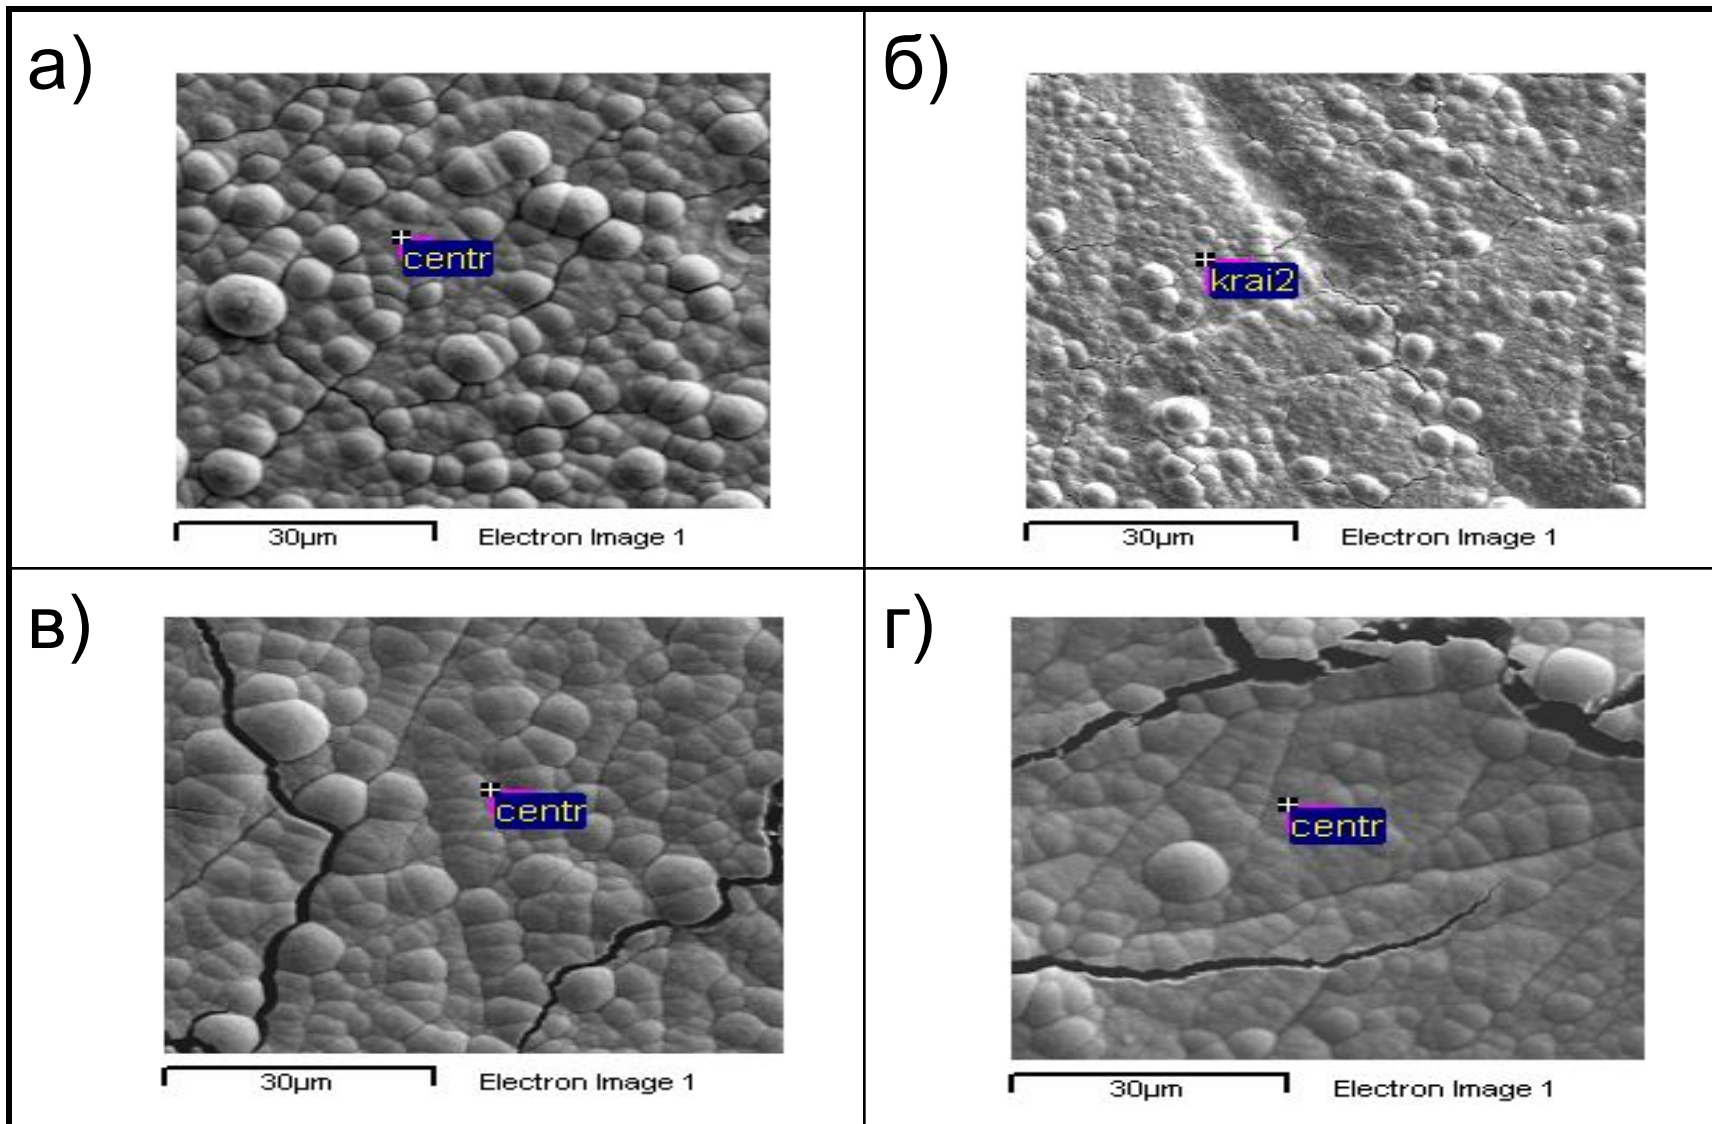 а)
centr
30µm Electron Image 1
б)
krai2
30µm Electron Image 1
в)
centr
30µm Electron Image 1
г)
centr
30µm Electron Image 1